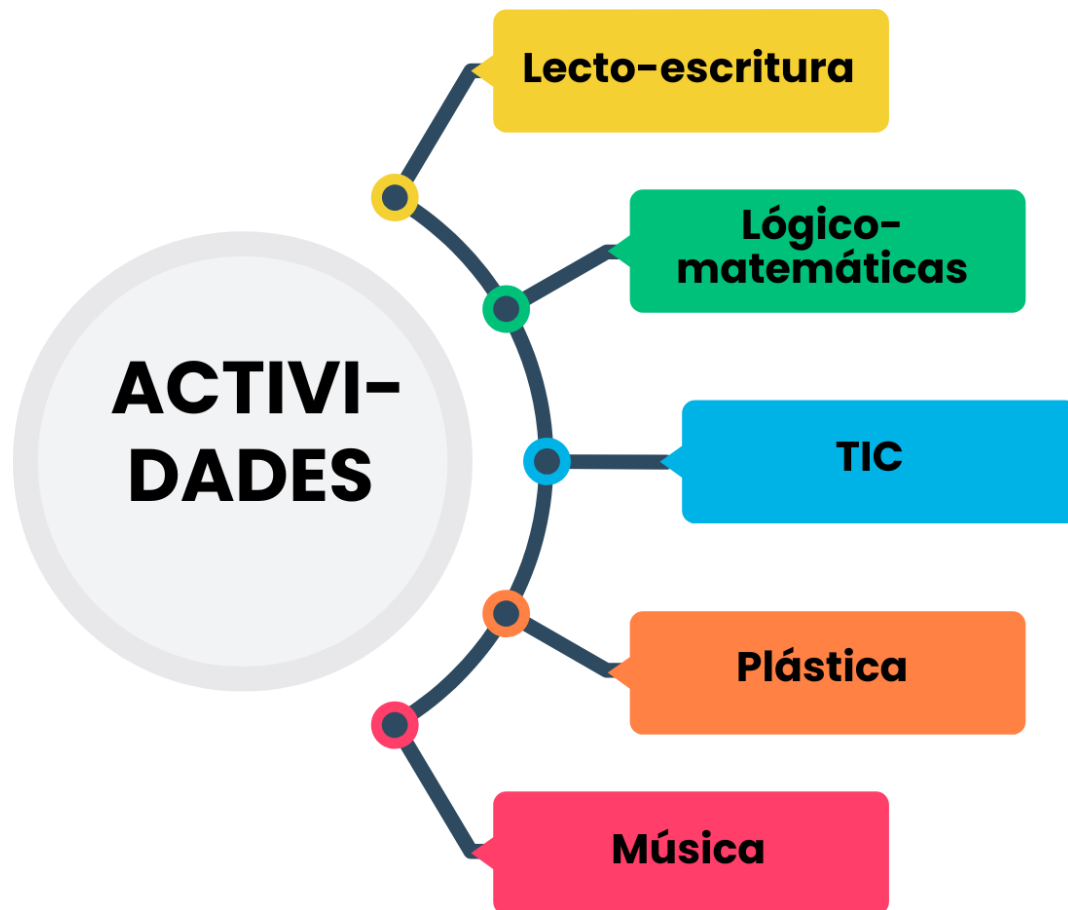 ACTIVI-
DADES
Lecto-escritura
Lógico-
matemáticas
TIC
Plástica
Música